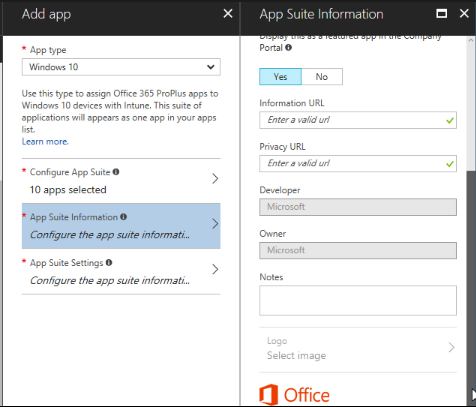 Add app
* App type
Windows 10
Use this type to assign Office 365 ProPlus apps to
Windows 10 devices with Intune. This suite of
applications will appears as one app in your apps
list.
Learn more.
* Configure App Suite
10 apps selected
* App Suite Information
Configure the app suite informati...
* App Suite Settings
Configure the app suite informati...
App Suite Information
Display this as a featured app in the Company
Portal
Yes No
Information URL
Enter a valid url
Privacy URL
Enter a valid url
Developer
Microsoft
Owner
Microsoft
Notes
Logo
Select image
Office